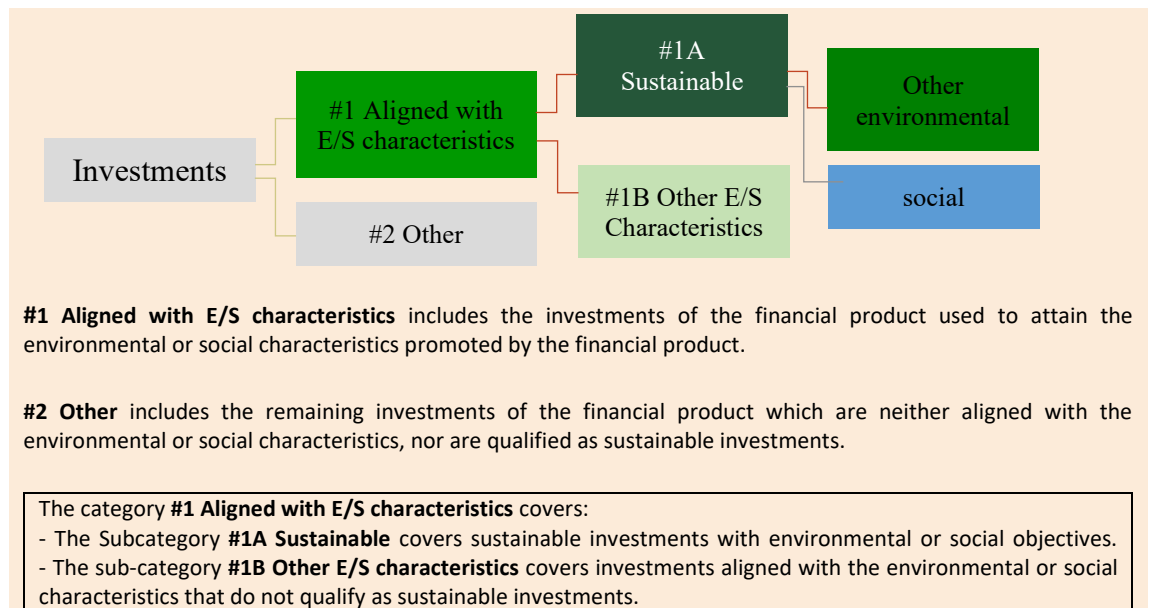 #1A
Sustainable
Other
environmental
#1 Aligned with
E/S characteristics
Investments
#1B Other E/S
Characteristics
social
#2 Other
#1 Aligned with E/S characteristics includes the investments of the financial product used to attain the
environmental or social characteristics promoted by the financial product.
#2 Other includes the remaining investments of the financial product which are neither aligned with the
environmental or social characteristics, nor are qualified as sustainable investments.
The category #1 Aligned with E/S characteristics covers:
- The Subcategory #1A Sustainable covers sustainable investments with environmental or social objectives.
- The sub-category #1B Other E/S characteristics covers investments aligned with the environmental or social
characteristics that do not qualify as sustainable investments.